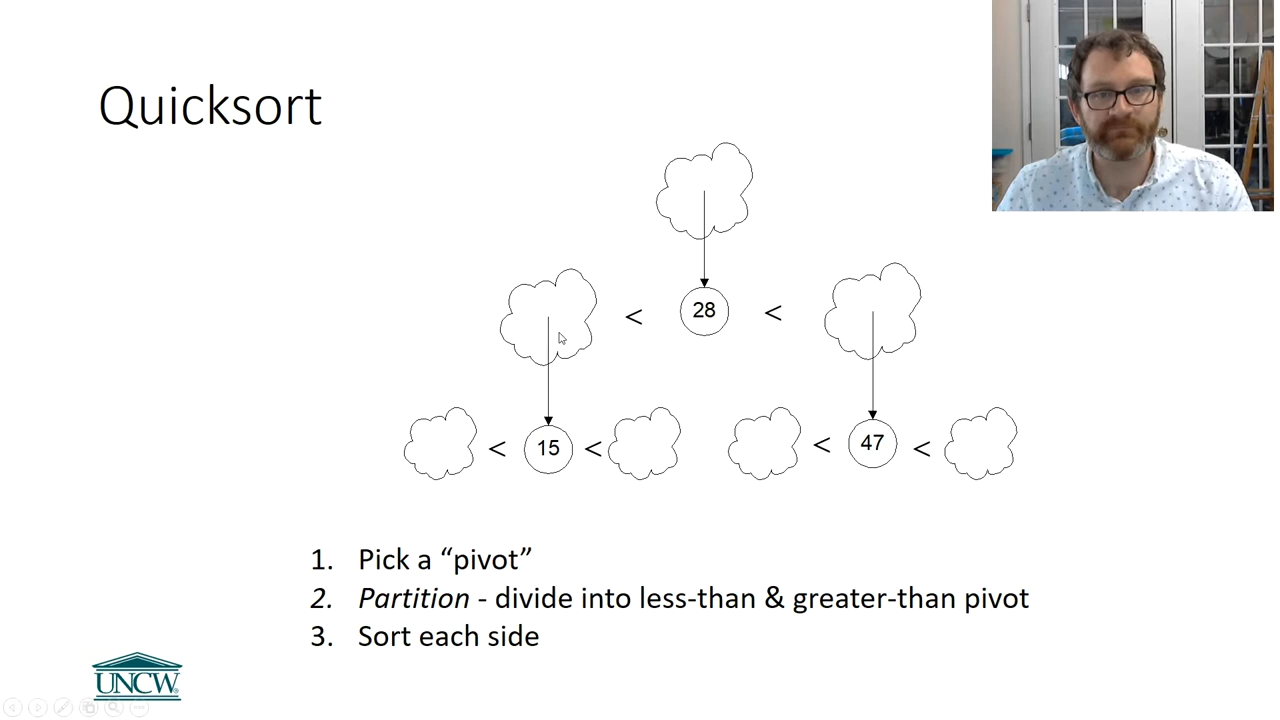 Quicksort
< 28 <
< 15 < < 47 <
1. Pick a “pivot”
2. Partition - divide into less-than & greater-than pivot
3. Sort each side
UNCW